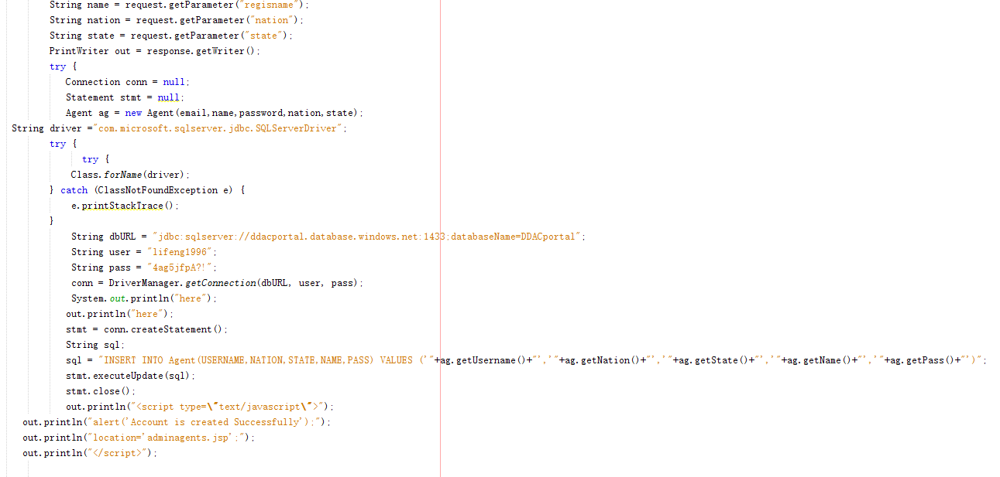 String name = request.getParameter("regisname");
String nation = request.getParameter("nation");
String state = request.getParameter("state");
PrintWriter out = response.getWriter();
try {
Connection conn = null;
Statement stmt = null;
Agent ag = new Agent(email,name,password,nation,state);
String driver ="com.microsoft.sqlserver.jdbc.SQLServerDriver";
try {
try {
Class.forName(driver);
} catch (ClassNotFoundException e) {
e.printStackTrace();
}
String dbURL = "jdbc:sqlserver://ddacportal.database.windows.net:1433;databaseName=DDACportal";
String user = "lifeng1996";
String pass = "4ag5jfpA?!";
conn = DriverManager.getConnection(dbURL, user, pass);
System.out.println("here");
out.println("here");
stmt = conn.createStatement();
String sql;
sql = "INSERT INTO Agent(USERNAME,NATION,STATE,NAME,PASS) VALUES ('"+ag.getUsername()+"','"+ag.getNation()+"','"+ag.getState()+"','"+ag.getName()+"','"+ag.getPass()+"')";
stmt.executeUpdate(sql);
stmt.close();
out.println("<script type=\"text/javascript\">");
out.println("alert('Account is created Successfully');");
out.println("location='adminagents.jsp';");
out.println("</script>");